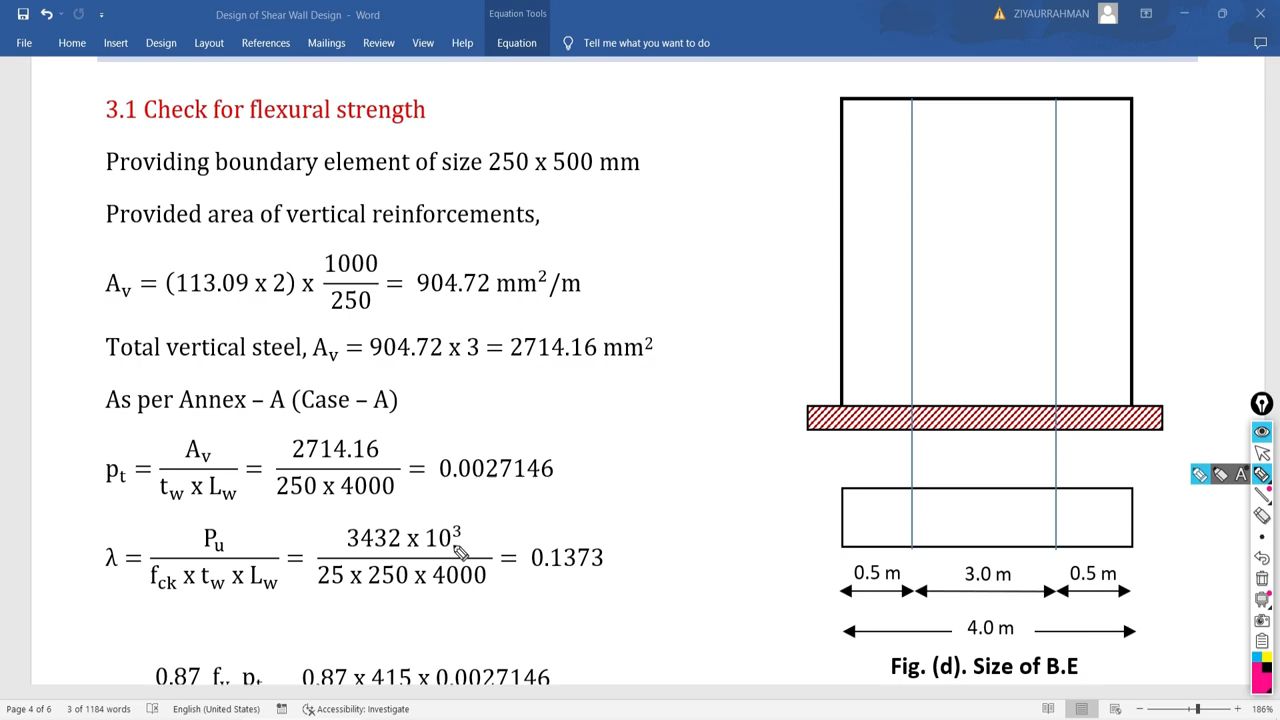 Design of Shear Wall Design - Word
Equation Tools
ZIYAURRAHMAN
File Home Insert Design Layout References Mailings Review View Help Equation Tell me what you want to do
3.1 Check for flexural strength
Providing boundary element of size 250 x 500 mm
Provided area of vertical reinforcements,
A_v = (113.09 x 2) x 1000/250 = 904.72 mm²/m
Total vertical steel, A_v = 904.72 x 3 = 2714.16 mm²
As per Annex – A (Case – A)
p_t = A_v / (t_w x L_w) = 2714.16 / (250 x 4000) = 0.0027146
λ = P_u / (f_ck x t_w x L_w) = 3432 x 10³ / (25 x 250 x 4000) = 0.1373
0.87 f_y p_t 0.87 x 415 x 0.0027146
0.5 m 3.0 m 0.5 m
4.0 m
Fig. (d). Size of B.E
A
Page 4 of 6 3 of 1184 words English (United States) Accessibility: Investigate 186%